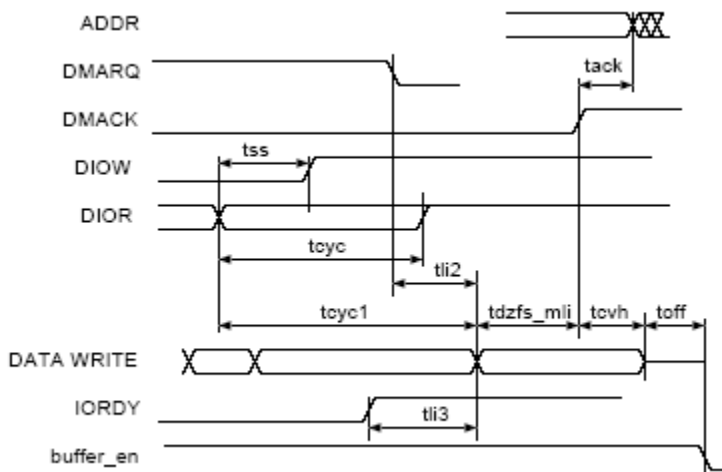 ADDR
DMARQ
tack
DMACK
tss
DIOW
DIOR
tcyc
tli2
tcyc1
tdzfs_mli
tcvh
toff
DATA WRITE
IORDY
tli3
buffer_en